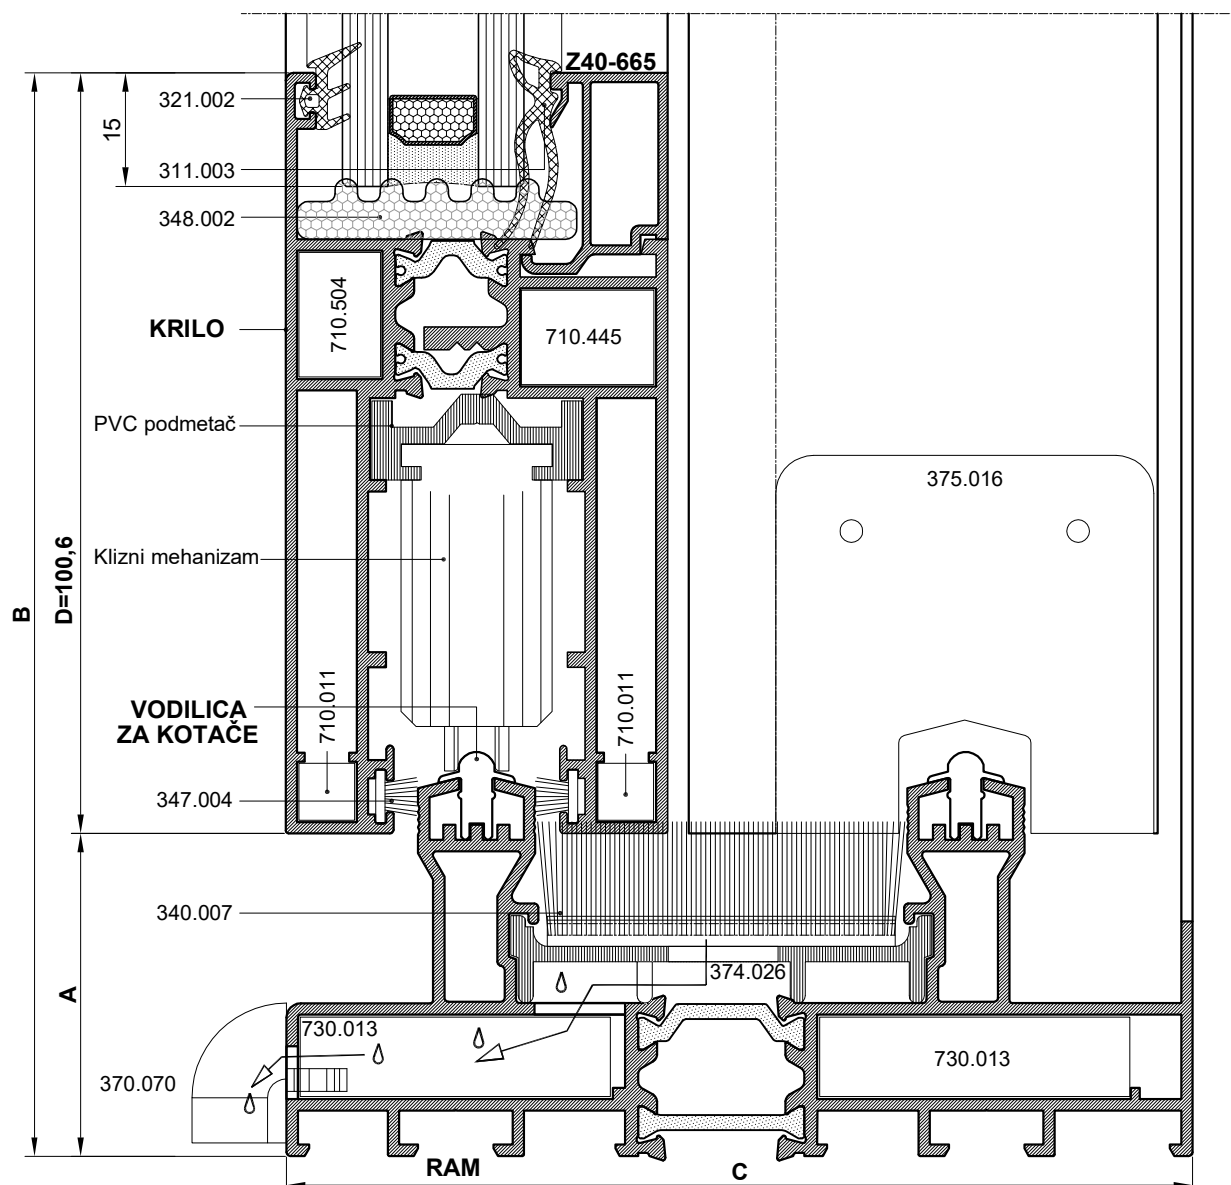 Z40-665
321.002
15
311.003
348.002
710.504
KRILO
710.445
PVC podmetač
375.016
Klizni mehanizam
D=100,6
B
VODILICA
ZA KOTAČE
710.011
710.011
347.004
340.007
374.026
A
730.013
730.013
370.070
RAM
C